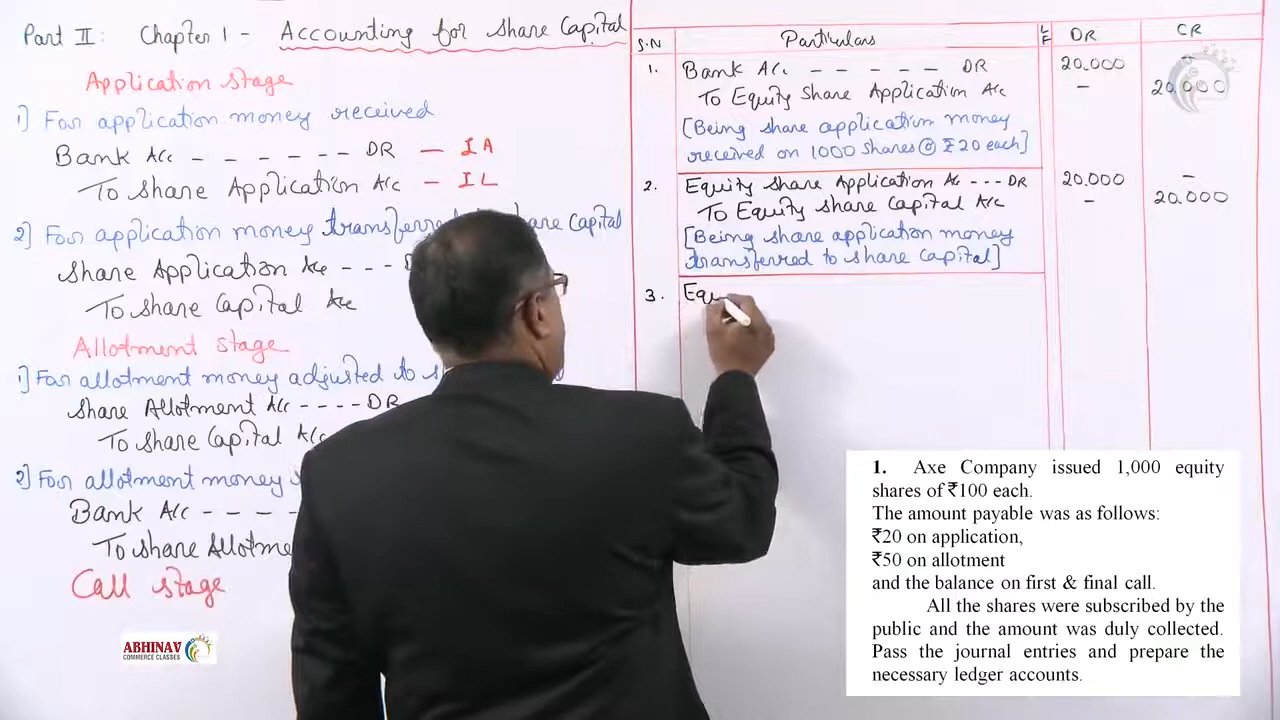 Part II: Chapter 1 - Accounting for Share Capital
Application stage
1) For application money received
Bank A/c - - - - - - DR - I A
To Share Application A/c - I L
2) For application money transferre share Capital
Share Application A/c - - - D
To Share Capital A/c
Allotment stage
1) For allotment money adjusted to s
Share Allotment A/c - - - - DR
To Share Capital A/c
2) For allotment money
Bank A/c - - - -
To Share Allotme
Call stage
ABHINAV
COMMERCE CLASSES
S.N Particulars LF DR CR
1. Bank A/c - - - - - DR 20,000 -
To Equity Share Application A/c - 20,000
[Being share application money
received on 1000 shares @ ₹20 each]
2. Equity Share Application A/c - - - DR 20,000 -
To Equity Share Capital A/c - 20,000
[Being share application money
transferred to share Capital]
3. Equ
1. Axe Company issued 1,000 equity
shares of ₹100 each.
The amount payable was as follows:
₹20 on application,
₹50 on allotment
and the balance on first & final call.
All the shares were subscribed by the
public and the amount was duly collected.
Pass the journal entries and prepare the
necessary ledger accounts.